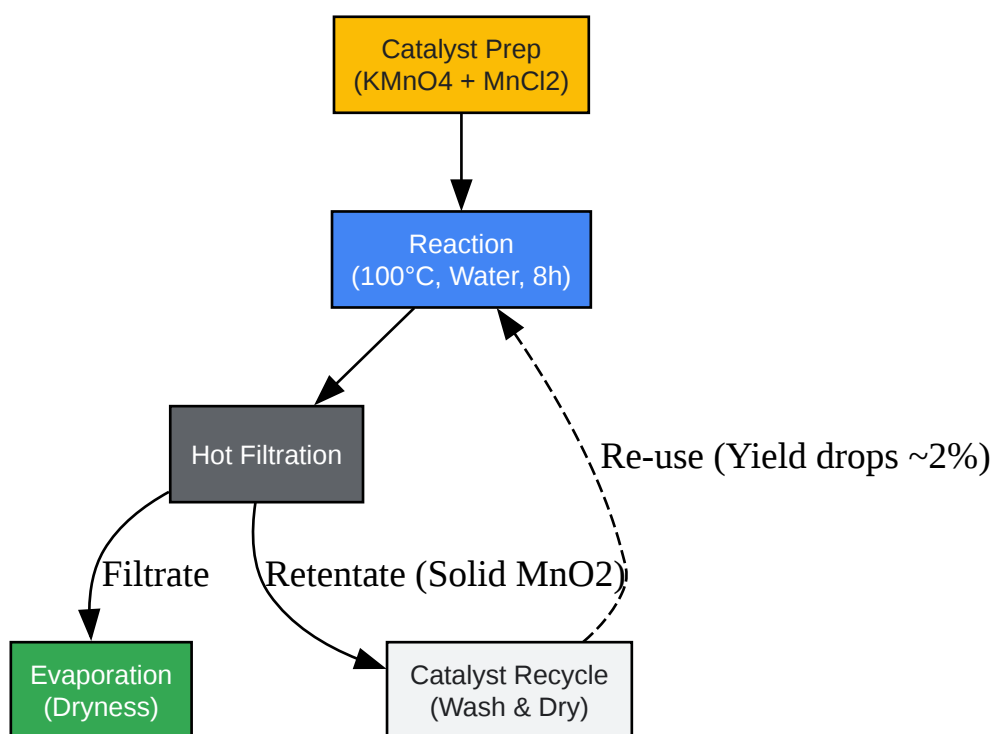 Catalyst Prep
(KMnO4 + MnCl2)
Reaction
(100°C, Water, 8h)
Hot Filtration
Re-use (Yield drops ~2%)
Filtrate
Retentate (Solid MnO2)
Evaporation
(Dryness)
Catalyst Recycle
(Wash & Dry)